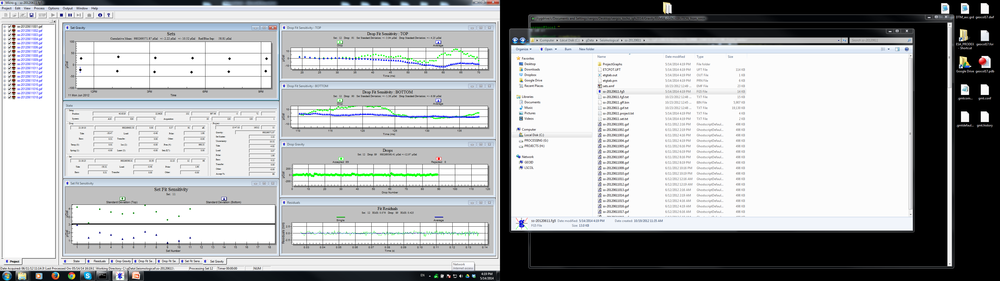 Micro-g - ss-20120611.fg5
Project Edit View Process Options Output Window Help
SETUP
ss-20120611001.gsf
ss-20120611002.gsf
ss-20120611003.gsf
ss-20120611004.gsf
ss-20120611005.gsf
ss-20120611006.gsf
ss-20120611007.gsf
ss-20120611008.gsf
ss-20120611009.gsf
ss-20120611010.gsf
ss-20120611011.gsf
ss-20120611012.gsf
ss-20120611013.gsf
ss-20120611014.gsf
ss-20120611015.gsf
ss-20120611016.gsf
ss-20120611017.gsf
ss-20120611018.gsf
Project
Set Gravity
Sets
Cumulative Mean: 980269571.87 µGal +/- 2.22 µGal +/- 10.52 µGal Red/Blue Sep: 58.81 µGal
µGal
100
50
0
-50
-100
12PM 3PM 6PM 9PM
11 Mon Jun 2012
Time
State
Setup
Position: 40.6319 22.9628 132 997.49 -3 72
System: A10 026 72 Acquisition: 18 120 120 1
Drop
21:19:10 980269603.50 0.00 0.57 91 aR
Tide: -58.47 Load: -0.48 Polar: 1.90
Baro: 0.31 Transfer: 0.00 Other: -0.00
Temp (0): 0.01 Ion (2): -0.00 Pres (4): 998.53
Spring (1): -0.00 Laser (3): -0.00 Seis Z(7): 0.00
Set
21:18:25 980269598.01 10.58 12.23 12 98
Tide: -58.32 Load: -0.48 Polar: 1.90
Baro: 0.31 Transfer: 0.00 Other: -0.00
Project
15:47:10 16312 11
Gravity: 980269571.87
Set Scatter: 2.22
Uncertainty: 10.52
Tide: -4.82
Load: 0.07
Polar: 1.90
Baro: 0.22
Transfer: 0.00
Other: -0.00
Accept %: 99
Set Fit Sensitivity
Set Fit Sensitivity
Set: 11
Standard Deviation (Top) Standard Deviation (Bottom)
µGal
4
3
µGal
3
2
1
1 2 3 4 5 6 7 8 9 10 11 12 13 14 15 16 17 18
Set Number
Drop Fit Sensitivity : TOP
Drop Fit Sensitivity : TOP
Set: 12 Drop: 91 Set Standard Deviation: +/- 3.94 µGal Drop Standard Deviation: +/- 4.25 µGal
Drop Average
µGal
10
0
-10
20 25 30 35 40 45 50 55 60 65 70
Time (ms)
Drop Fit Sensitivity : BOTTOM
Drop Fit Sensitivity : BOTTOM
Set: 12 Drop: 90 Set Standard Deviation: +/- 1.56 µGal Drop Standard Deviation: +/- 6.09 µGal
Drop Average
µGal
10
0
-10
110 115 120 125 130 135
Time (ms)
Drop Gravity
Drops
Set: 12 Drop: 89 980269598.41 µGal +/-12.97 µGal
Accepted 89 Rejected 0
µGal
200
0
-200
0 10 20 30 40 50 60 70 80 90 100 110 120
Drop Number
Residuals
Fit Residuals
Set: 12 RMS: 0.076 Drop: 89 RMS: 0.425
Single Average
Residuals (nm)
2.5
0.0
-2.5
0.03 0.04 0.05 0.06 0.07 0.08 0.09 0.10 0.11 0.12 0.13 0.14
Time (s)
State Residuals Drop Gravity Drop Fit Se... Drop Fit Se... Set Fit Sens... Set Gravity
Date Acquired: 06/11/12 11:14:35 Last Processed On: 05/14/14 16:19:1 Working Directory: C:\gData\Seismological\ss-20120611\ Processing Set 12 Timer 00:00:00 NUM
Network
Internet access
EN
4:19 PM
5/14/2014
/cygdrive/c/Documents and Settings/vergos/Desktop/vergos_tocho_igfs2014/Gravity/EGM08_CONTRIBUTION_from_nmin
vergos@lscol ~
Computer Local Disk (C:) gData Seismological ss-20120611
Search ss-20120611
Organize Open Burn New folder
Favorites
Desktop
Downloads
Dropbox
Google Drive
Recent Places
Libraries
Documents
Music
Pictures
Videos
Computer
Local Disk (C:)
PROCESSING (G:)
PROJECTS (H:)
Network
GEOID
LSCOL
Name Date modified Type Size
ProjectGraphs 5/14/2014 4:19 PM File folder
ETCPOT.UFT 5/14/2014 4:19 PM UFT File 114 KB
etgtab.out 5/14/2014 4:19 PM OUT File 1 KB
etgtab.prn 5/14/2014 4:19 PM PRN File 6 KB
sets.emf 10/23/2012 12:49 ... EMF File 23 KB
ss-20120611.fg5 5/14/2014 4:19 PM FG5 File 14 KB
ss-20120611.fg5.txt 10/23/2012 12:48 ... TXT File 15 KB
ss-20120611.gff.bin 10/23/2012 12:45 ... BIN File 5,907 KB
ss-20120611.gsf.txt 10/23/2012 12:48 ... TXT File 19,130 KB
ss-20120611.project.txt 5/14/2014 4:19 PM TXT File 4 KB
ss-20120611.set.txt 5/14/2014 4:19 PM TXT File 2 KB
ss-20120611001.gsf 6/11/2012 2:16 PM GhostscriptDefaul... 498 KB
ss-20120611002.gsf 6/11/2012 2:19 PM GhostscriptDefaul... 498 KB
ss-20120611003.gsf 6/11/2012 4:16 PM GhostscriptDefaul... 498 KB
ss-20120611004.gsf 6/11/2012 4:19 PM GhostscriptDefaul... 498 KB
ss-20120611005.gsf 6/11/2012 6:16 PM GhostscriptDefaul... 498 KB
ss-20120611006.gsf 6/11/2012 6:19 PM GhostscriptDefaul... 498 KB
ss-20120611007.gsf 6/11/2012 8:16 PM GhostscriptDefaul... 498 KB
ss-20120611008.gsf 6/11/2012 8:19 PM GhostscriptDefaul... 498 KB
ss-20120611009.gsf 6/11/2012 10:16 PM GhostscriptDefaul... 498 KB
ss-20120611010.gsf 6/11/2012 10:19 PM GhostscriptDefaul... 498 KB
ss-20120611011.gsf 6/12/2012 12:16 AM GhostscriptDefaul... 498 KB
ss-20120611012.gsf 6/12/2012 12:19 AM GhostscriptDefaul... 498 KB
ss-20120611013.gsf 6/12/2012 2:16 AM GhostscriptDefaul... 498 KB
ss-20120611014.gsf 6/12/2012 2:19 AM GhostscriptDefaul... 498 KB
ss-20120611015.gsf 6/12/2012 4:16 AM GhostscriptDefaul... 498 KB
ss-20120611016.gsf 6/12/2012 4:19 AM GhostscriptDefaul... 498 KB
ss-20120611017.gsf 6/12/2012 6:16 AM GhostscriptDefaul... 498 KB
ss-20120611.fg5 Date modified: 5/14/2014 4:19 PM Date created: 10/19/2012 11:35 AM
FG5 File Size: 13.0 KB
DTM_asc.grd geocol17.dwf
ESA_PRODEX - Shortcut geocol17.for
Google Drive geocol17.pdb
.gmtcom... gmt.conf
.gmtdefaul... gmt.history